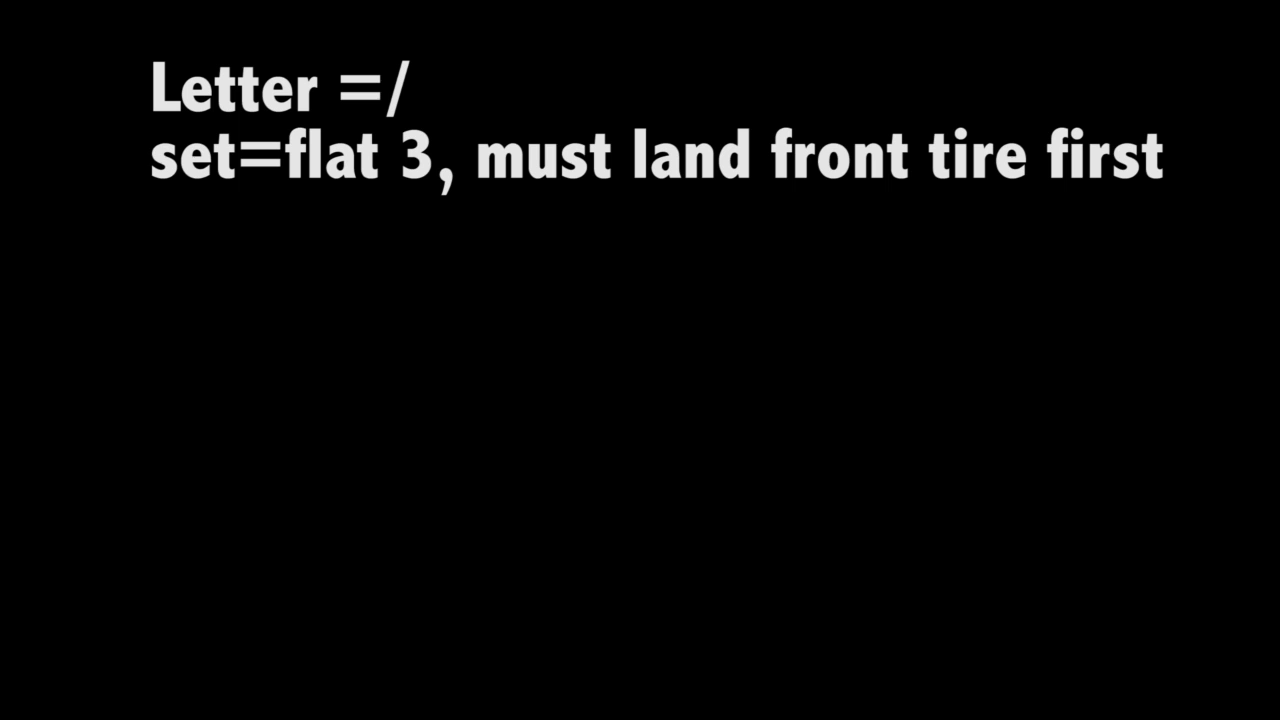 Letter =/
set=flat 3, must land front tire first